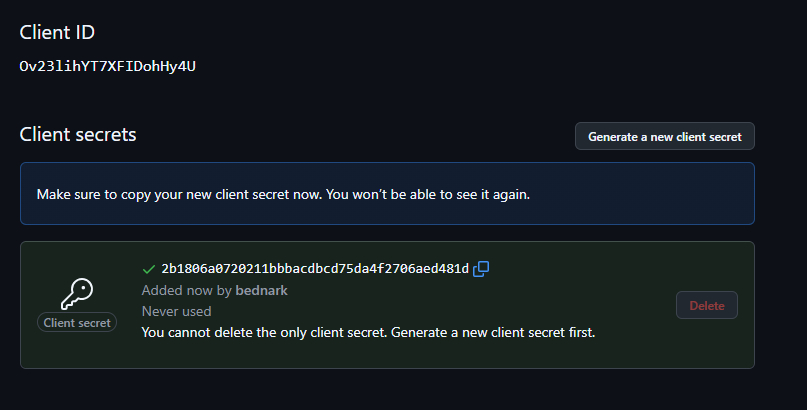 Client ID
Ov23lihYT7XFIDohHy4U
Client secrets
Generate a new client secret
Make sure to copy your new client secret now. You won't be able to see it again.
2b1806a0720211bbbacdbcd75da4f2706aed481d
Added now by bednark
Never used
Client secret
You cannot delete the only client secret. Generate a new client secret first.
Delete